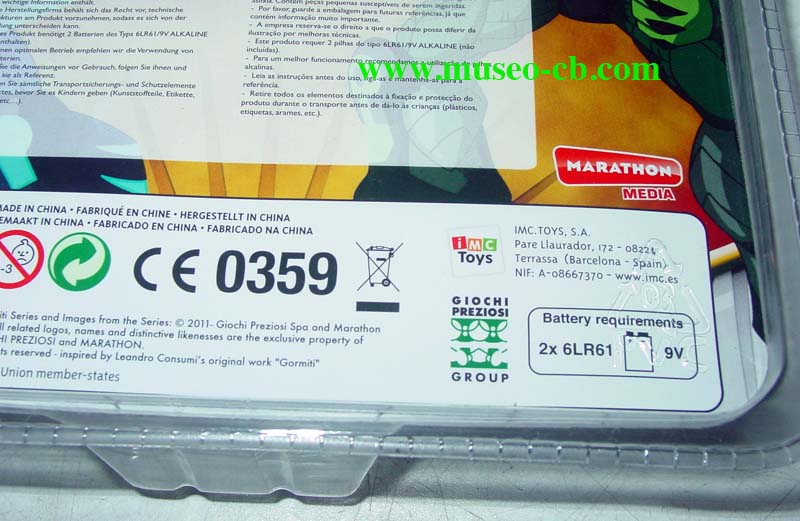 wichtige Information enthält.
Herstellungsfirma behält sich das Recht vor, technische
am Produkt vorzunehmen, sodass es sich von der
unterscheiden kann.
Produkt benötigt 2 Batterien des Typs 6LR61/9V ALKALINE
enthalten).
einen optimalen Betrieb empfehlen wir die Verwendung von
Sie die Anweisungen vor Gebrauch, folgen Sie ihnen und
sie als Referenz.
Sie sämtliche Transportsicherungs- und Schutzelemente
bevor Sie es Kindern geben (Kunststoffteile, Etikette,
etc...).
Contém peças pequenas susceptíveis de serem ingeridas.
- Por favor, guarde a embalagem para futuras referências, já que
contém informação muito importante.
- A empresa reserva-se o direito a que o produto possa diferir da
ilustração por melhoras técnicas.
- Este produto requer 2 pilhas do tipo 6LR61/9V ALKALINE (não
incluídas).
- Para um melhor funcionamento recomendamos a utilização de pilhas
alcalinas.
- Leia as instruções antes do uso, siga-as e mantenha-as para a
referência.
- Retire todos os elementos destinados à fixação e protecção do
produto durante o transporte antes de dá-lo às crianças (plásticos,
etiquetas, arames, etc.).
www.museo-cb.com
MARATHON
MEDIA
MADE IN CHINA • FABRIQUÉ EN CHINE • HERGESTELLT IN CHINA
GEMAAKT IN CHINA • FABRICADO EN CHINA • FABRICADO NA CHINA
-3
CE 0359
IMC Toys
IMC.TOYS, S.A.
Pare Llaurador, 172 - 08224
Terrassa (Barcelona - Spain)
NIF: A-08667370 - www.imc.es
Series and Images from the Series: © 2011- Giochi Preziosi Spa and Marathon
all related logos, names and distinctive likenesses are the exclusive property of
PREZIOSI and MARATHON.
reserved - inspired by Leandro Consumi's original work "Gormiti"
Union member-states
GIOCHI
PREZIOSI
GROUP
Battery requirements
2x 6LR61 9V